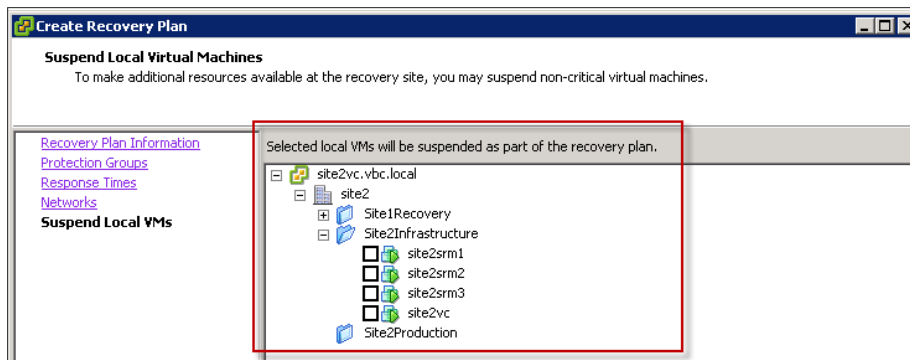 Create Recovery Plan
Suspend Local Virtual Machines
To make additional resources available at the recovery site, you may suspend non-critical virtual machines.
Recovery Plan Information
Protection Groups
Response Times
Networks
Suspend Local VMs
Selected local VMs will be suspended as part of the recovery plan.
site2vc.vbc.local
site2
Site1Recovery
Site2Infrastructure
site2srm1
site2srm2
site2srm3
site2vc
Site2Production